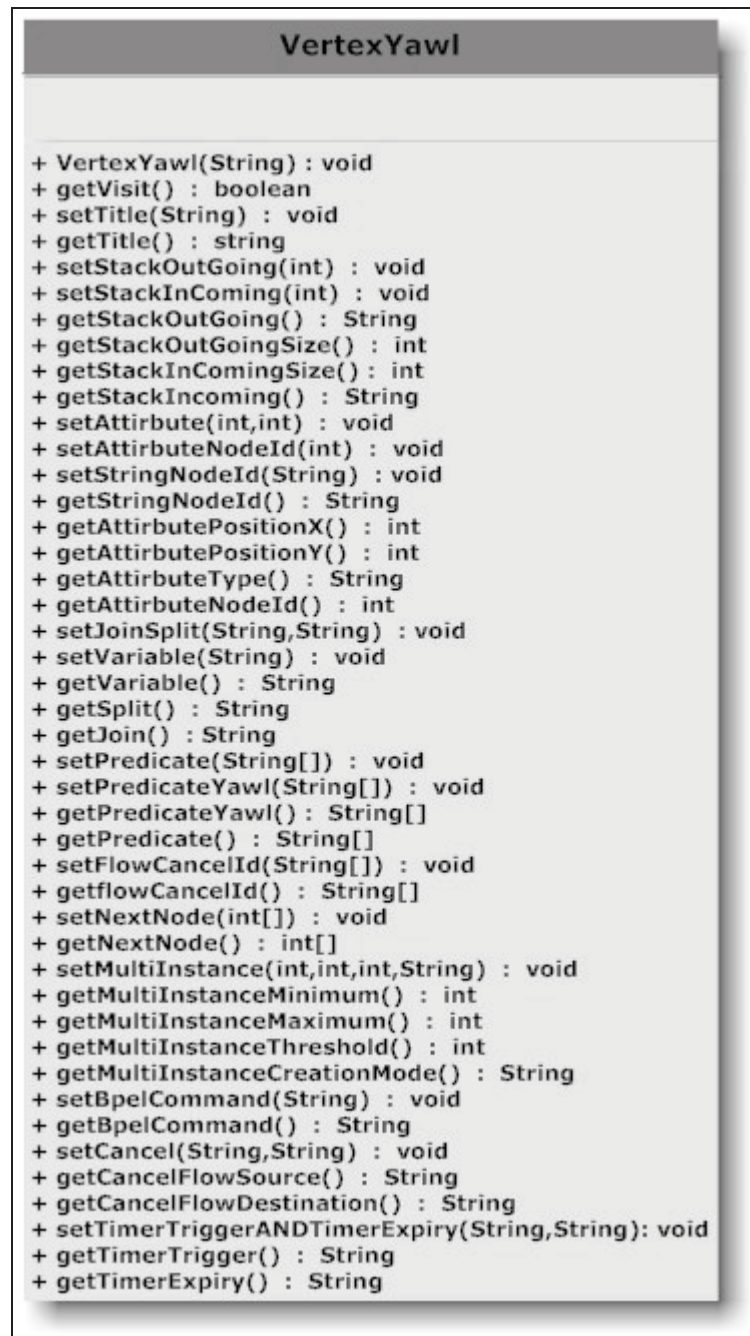 VertexYawl
+ VertexYawl(String) : void
+ getVisit() : boolean
+ setTitle(String) : void
+ getTitle() : string
+ setStackOutGoing(int) : void
+ setStackInComing(int) : void
+ getStackOutGoing() : String
+ getStackOutGoingSize() : int
+ getStackInComingSize() : int
+ getStackIncoming() : String
+ setAttirbute(int,int) : void
+ setAttirbuteNodeId(int) : void
+ setStringNodeId(String) : void
+ getStringNodeId() : String
+ getAttirbutePositionX() : int
+ getAttirbutePositionY() : int
+ getAttirbuteType() : String
+ getAttirbuteNodeId() : int
+ setJoinSplit(String,String) : void
+ setVariable(String) : void
+ getVariable() : String
+ getSplit() : String
+ getJoin() : String
+ setPredicate(String[]) : void
+ setPredicateYawl(String[]) : void
+ getPredicateYawl() : String[]
+ getPredicate() : String[]
+ setFlowCancelId(String[]) : void
+ getflowCancelId() : String[]
+ setNextNode(int[]) : void
+ getNextNode() : int[]
+ setMultiInstance(int,int,int,String) : void
+ getMultiInstanceMinimum() : int
+ getMultiInstanceMaximum() : int
+ getMultiInstanceThreshold() : int
+ getMultiInstanceCreationMode() : String
+ setBpelCommand(String) : void
+ getBpelCommand() : String
+ setCancel(String,String) : void
+ getCancelFlowSource() : String
+ getCancelFlowDestination() : String
+ setTimerTriggerANDTimerExpiry(String,String): void
+ getTimerTrigger() : String
+ getTimerExpiry() : String